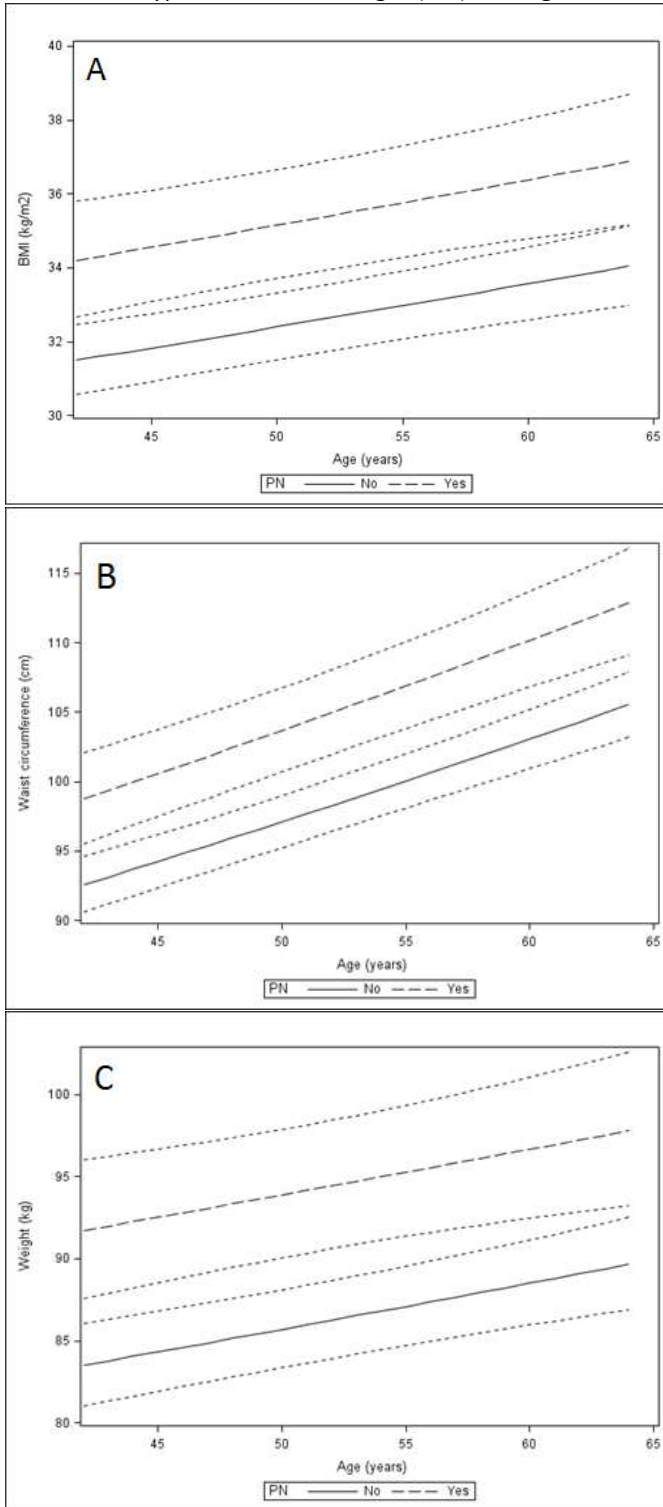 A
BMI (kg/m2)
40
38
36
34
32
30
45 50 55 60 65
Age (years)
PN No Yes
B
Waist circumference (cm)
115
110
105
100
95
90
45 50 55 60 65
Age (years)
PN No Yes
C
Weight (kg)
100
95
90
85
80
45 50 55 60 65
Age (years)
PN No Yes